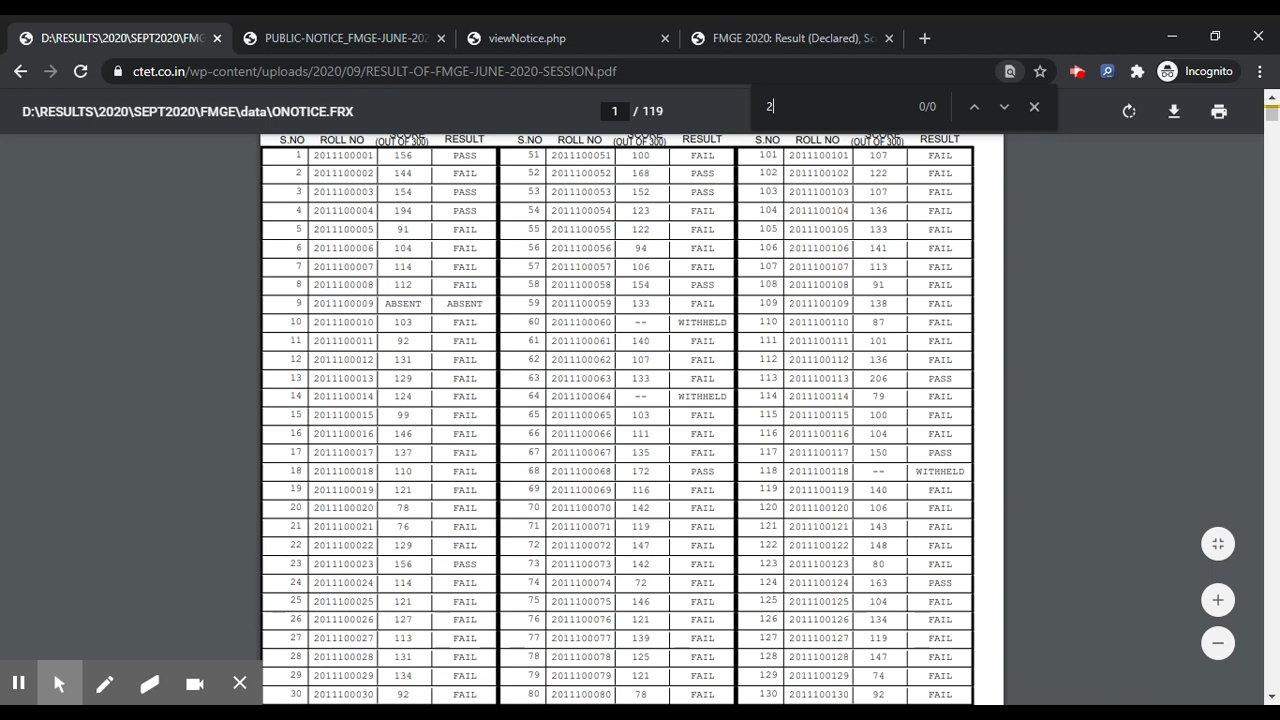 D:\RESULTS\2020\SEPT2020\FMG
PUBLIC-NOTICE_FMGE-JUNE-202
viewNotice.php
FMGE 2020: Result (Declared), Sc
ctet.co.in/wp-content/uploads/2020/09/RESULT-OF-FMGE-JUNE-2020-SESSION.pdf
Incognito
D:\RESULTS\2020\SEPT2020\FMGE\data\ONOTICE.FRX
1 / 119
2
0/0
S.NO ROLL NO SCORE (OUT OF 300) RESULT S.NO ROLL NO SCORE (OUT OF 300) RESULT S.NO ROLL NO SCORE (OUT OF 300) RESULT
1 2011100001 156 PASS 51 2011100051 100 FAIL 101 2011100101 107 FAIL
2 2011100002 144 FAIL 52 2011100052 168 PASS 102 2011100102 122 FAIL
3 2011100003 154 PASS 53 2011100053 152 PASS 103 2011100103 107 FAIL
4 2011100004 194 PASS 54 2011100054 123 FAIL 104 2011100104 136 FAIL
5 2011100005 91 FAIL 55 2011100055 122 FAIL 105 2011100105 133 FAIL
6 2011100006 104 FAIL 56 2011100056 94 FAIL 106 2011100106 141 FAIL
7 2011100007 114 FAIL 57 2011100057 106 FAIL 107 2011100107 113 FAIL
8 2011100008 112 FAIL 58 2011100058 154 PASS 108 2011100108 91 FAIL
9 2011100009 ABSENT ABSENT 59 2011100059 133 FAIL 109 2011100109 138 FAIL
10 2011100010 103 FAIL 60 2011100060 -- WITHHELD 110 2011100110 87 FAIL
11 2011100011 92 FAIL 61 2011100061 140 FAIL 111 2011100111 101 FAIL
12 2011100012 131 FAIL 62 2011100062 107 FAIL 112 2011100112 136 FAIL
13 2011100013 129 FAIL 63 2011100063 133 FAIL 113 2011100113 206 PASS
14 2011100014 124 FAIL 64 2011100064 -- WITHHELD 114 2011100114 79 FAIL
15 2011100015 99 FAIL 65 2011100065 103 FAIL 115 2011100115 100 FAIL
16 2011100016 146 FAIL 66 2011100066 111 FAIL 116 2011100116 104 FAIL
17 2011100017 137 FAIL 67 2011100067 135 FAIL 117 2011100117 150 PASS
18 2011100018 110 FAIL 68 2011100068 172 PASS 118 2011100118 -- WITHHELD
19 2011100019 121 FAIL 69 2011100069 116 FAIL 119 2011100119 140 FAIL
20 2011100020 78 FAIL 70 2011100070 142 FAIL 120 2011100120 106 FAIL
21 2011100021 76 FAIL 71 2011100071 119 FAIL 121 2011100121 143 FAIL
22 2011100022 129 FAIL 72 2011100072 147 FAIL 122 2011100122 148 FAIL
23 2011100023 156 PASS 73 2011100073 142 FAIL 123 2011100123 80 FAIL
24 2011100024 114 FAIL 74 2011100074 72 FAIL 124 2011100124 163 PASS
25 2011100025 121 FAIL 75 2011100075 146 FAIL 125 2011100125 104 FAIL
26 2011100026 127 FAIL 76 2011100076 121 FAIL 126 2011100126 134 FAIL
27 2011100027 113 FAIL 77 2011100077 139 FAIL 127 2011100127 119 FAIL
28 2011100028 131 FAIL 78 2011100078 125 FAIL 128 2011100128 147 FAIL
29 2011100029 134 FAIL 79 2011100079 121 FAIL 129 2011100129 74 FAIL
30 2011100030 92 FAIL 80 2011100080 78 FAIL 130 2011100130 92 FAIL